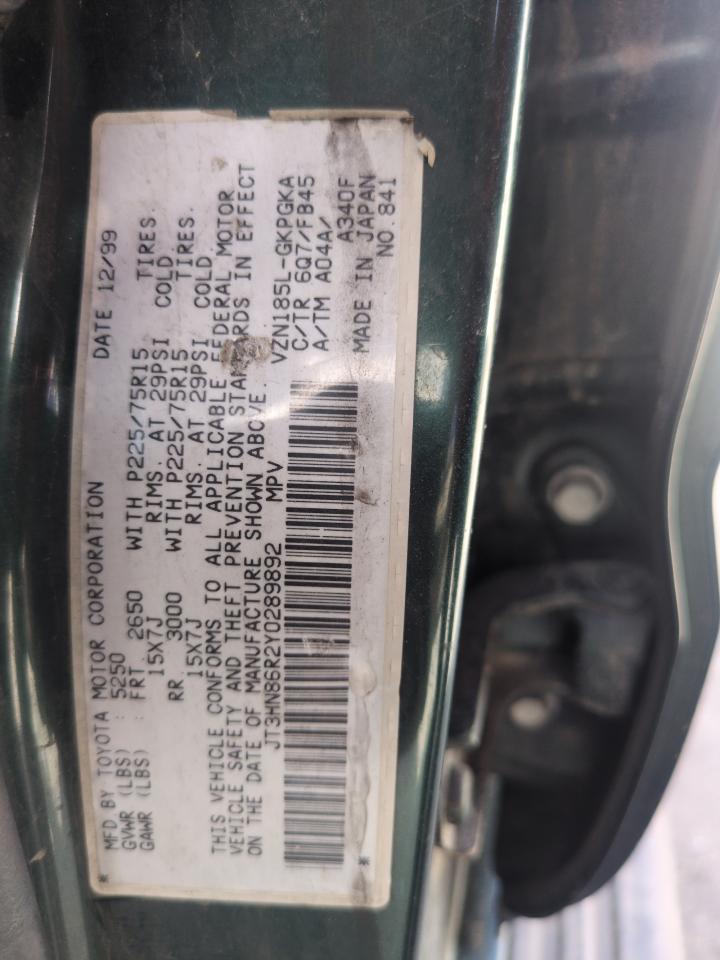 MFD BY TOYOTA MOTOR CORPORATION DATE 12/99
GVWR (LBS) : 5250
GAWR (LBS) : FRT 2650 WITH P225/75R15 TIRES.
15X7J RIMS. AT 29PSI COLD
RR. 3000 WITH P225/75R15 TIRES.
15X7J RIMS. AT 29PSI COLD.
THIS VEHICLE CONFORMS TO ALL APPLICABLE FEDERAL MOTOR
VEHICLE SAFETY AND THEFT PREVENTION STANDARDS IN EFFECT
ON THE DATE OF MANUFACTURE SHOWN ABOVE.
JT3HN86R2Y0289892 MPV VZN185L-GKPGKA
C/TR 6Q7/FB45
A/TM A04A/
A340F
* * MADE IN JAPAN
NO.841